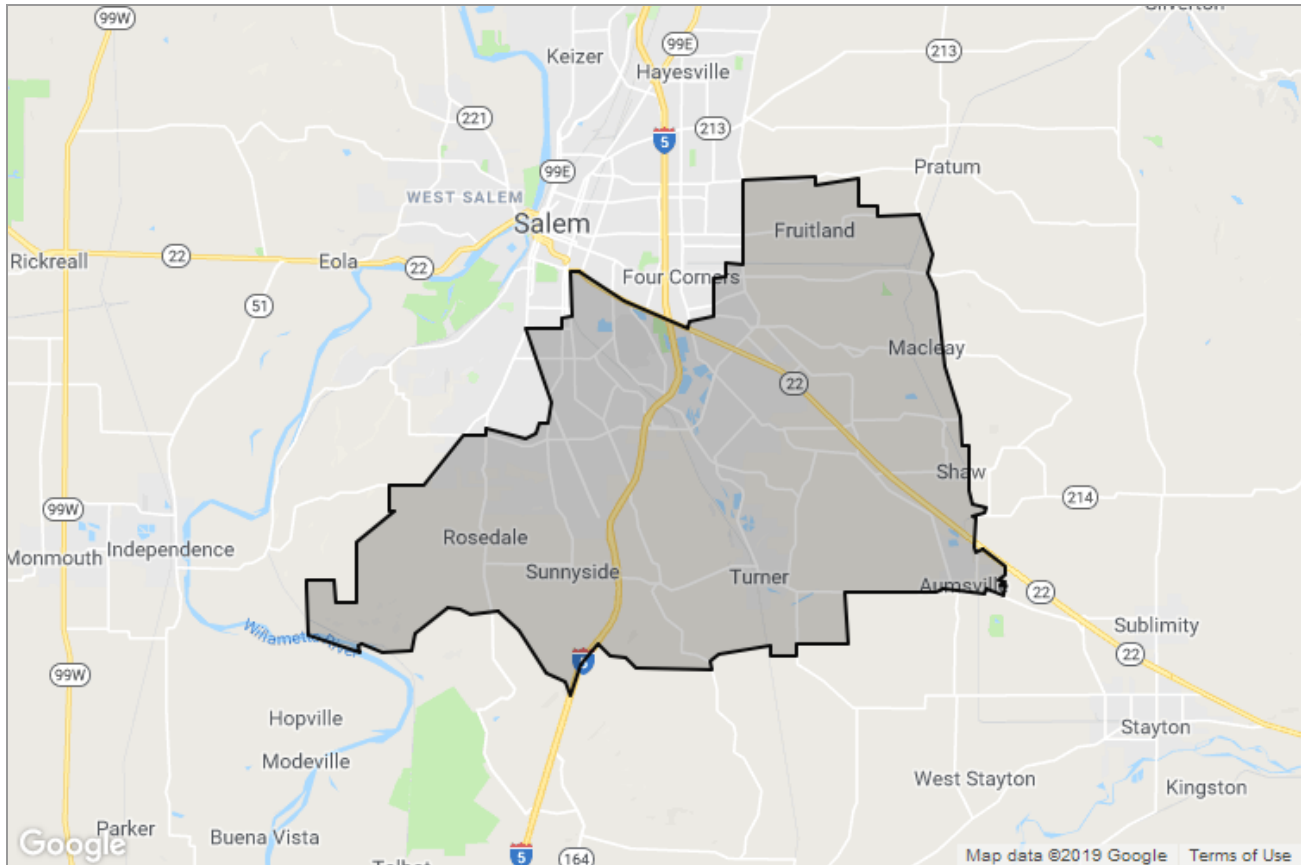 99W
Silverton
99E
213
Keizer
Hayesville
221
213
5
Pratum
99E
WEST SALEM
Salem
Fruitland
22
Rickreall
Eola
22
Four Corners
51
Macleay
22
Shaw
214
99W
Monmouth
Independence
Rosedale
Sunnyside
Turner
Aumsville
22
Willamette River
Sublimity
22
99W
Hopville
Stayton
Modeville
West Stayton
Kingston
Parker
Buena Vista
Google
5
164
Talbot
Map data ©2019 Google
Terms of Use